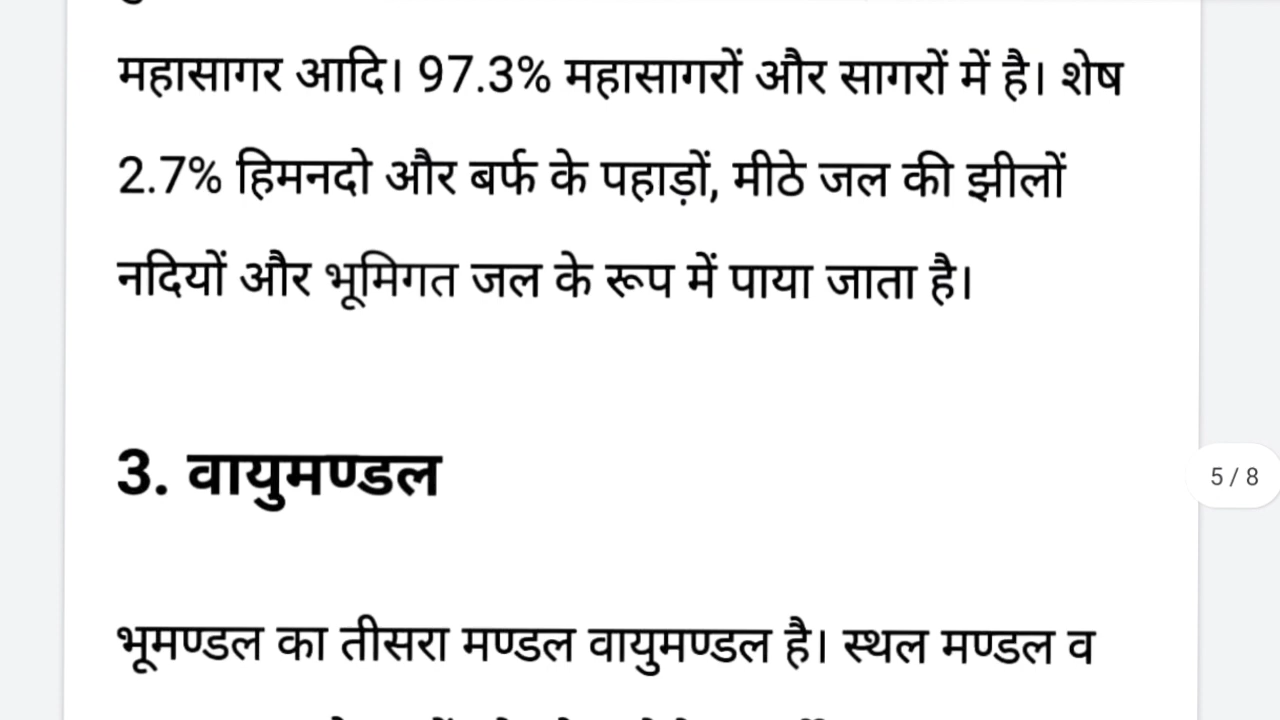 महासागर आदि। 97.3% महासागरों और सागरों में है। शेष
2.7% हिमनदो और बर्फ के पहाड़ों, मीठे जल की झीलों
नदियों और भूमिगत जल के रूप में पाया जाता है।
3. वायुमण्डल
5 / 8
भूमण्डल का तीसरा मण्डल वायुमण्डल है। स्थल मण्डल व